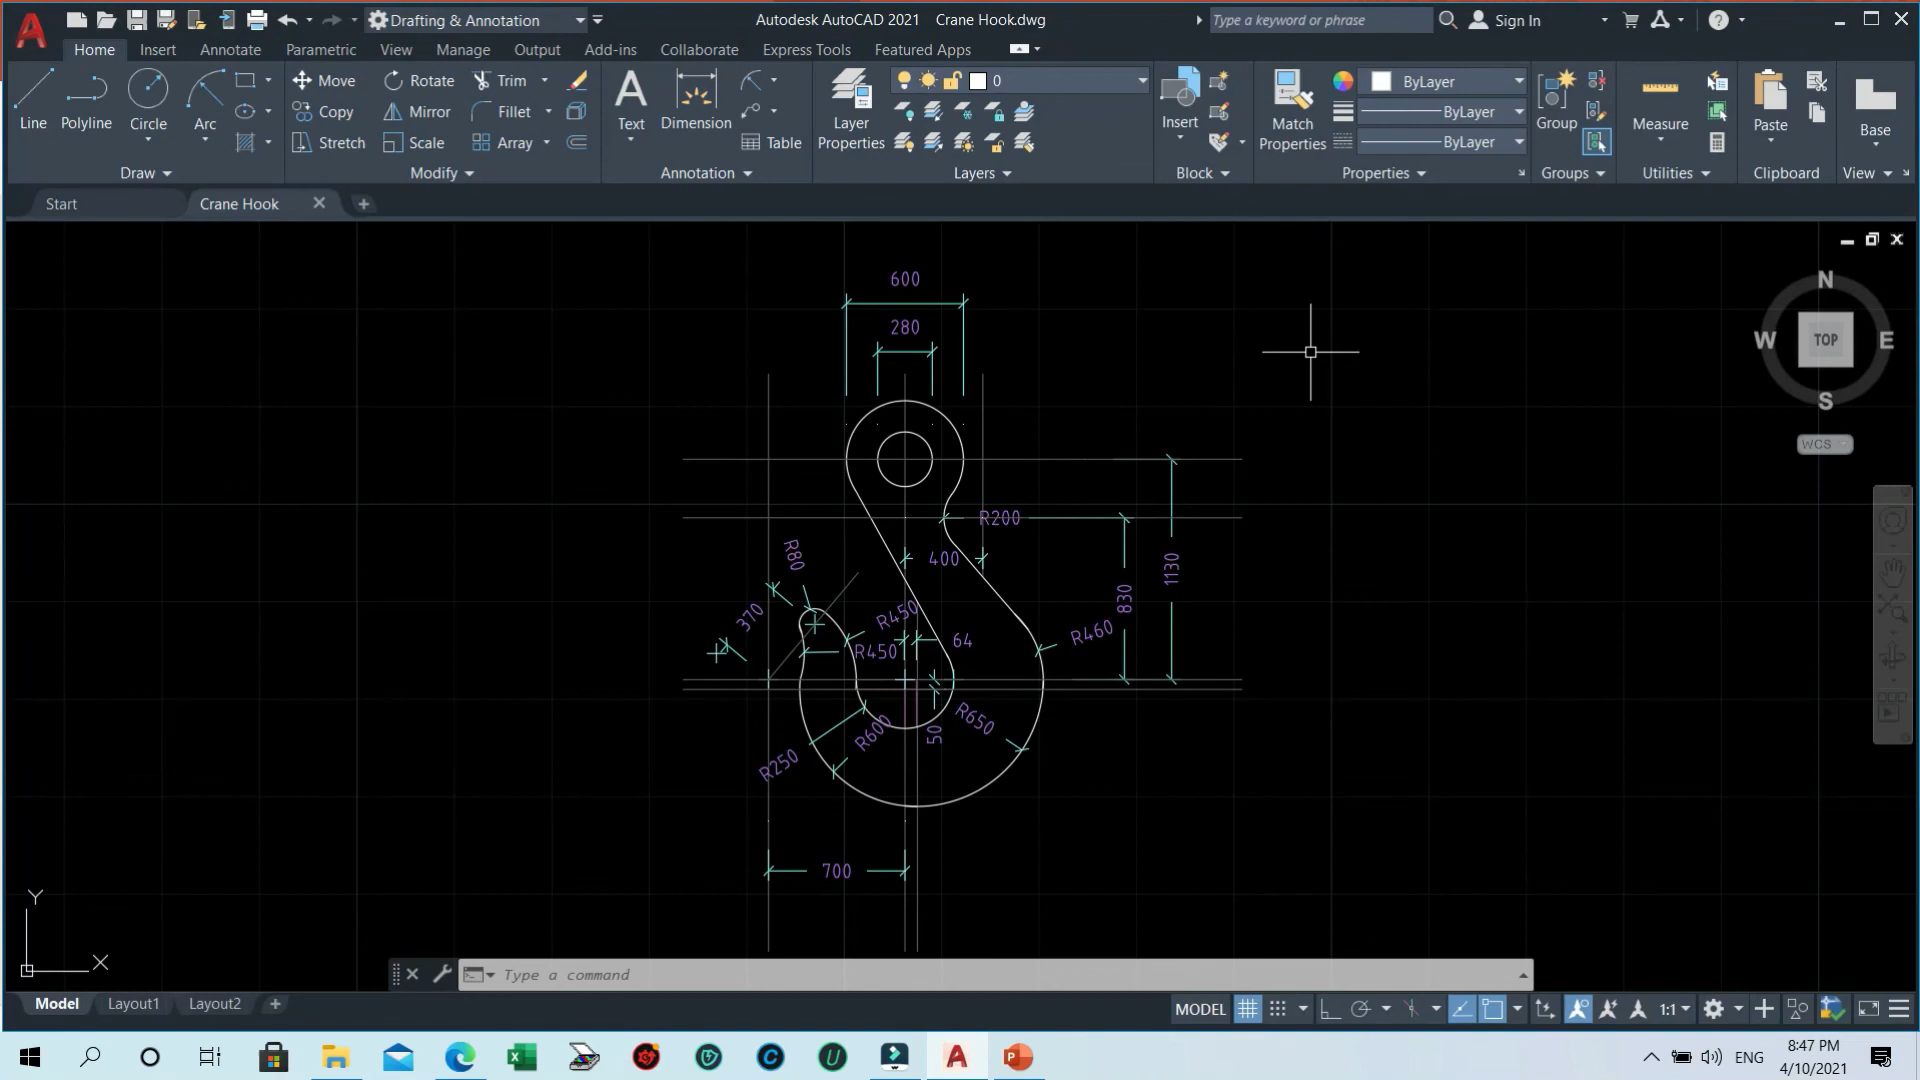 Drafting & Annotation
Autodesk AutoCAD 2021 Crane Hook.dwg
Type a keyword or phrase
Sign In
Home Insert Annotate Parametric View Manage Output Add-ins Collaborate Express Tools Featured Apps
Line Polyline Circle Arc
Move Rotate Trim
Copy Mirror Fillet
Stretch Scale Array
Text Dimension Table
Layer Properties
0
Insert
Match Properties
ByLayer
ByLayer
ByLayer
Group
Measure
Paste
Base
Draw Modify Annotation Layers Block Properties Groups Utilities Clipboard View
Start Crane Hook
N
W TOP E
S
WCS
600
280
R200
400
R80
370
R450
R450
64
R460
830
1130
R650
50
R600
R250
700
Y
X
Type a command
Model Layout1 Layout2
MODEL 1:1
ENG
8:47 PM
4/10/2021